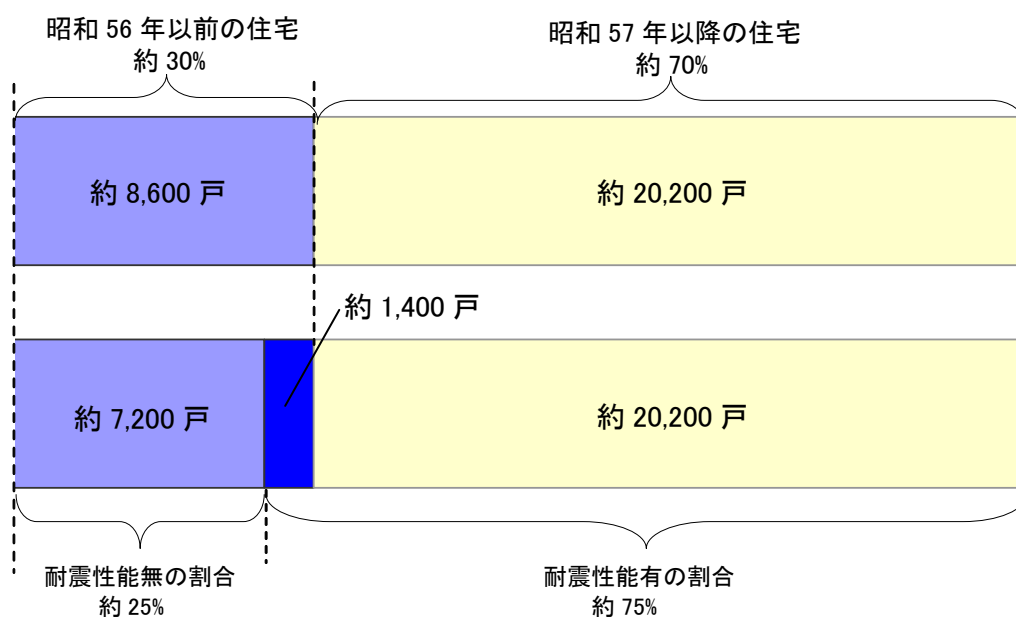 昭和 56 年以前の住宅
約 30%
昭和 57 年以降の住宅
約 70%
約 8,600 戸
約 20,200 戸
約 1,400 戸
約 7,200 戸
約 20,200 戸
耐震性能無の割合
約 25%
耐震性能有の割合
約 75%